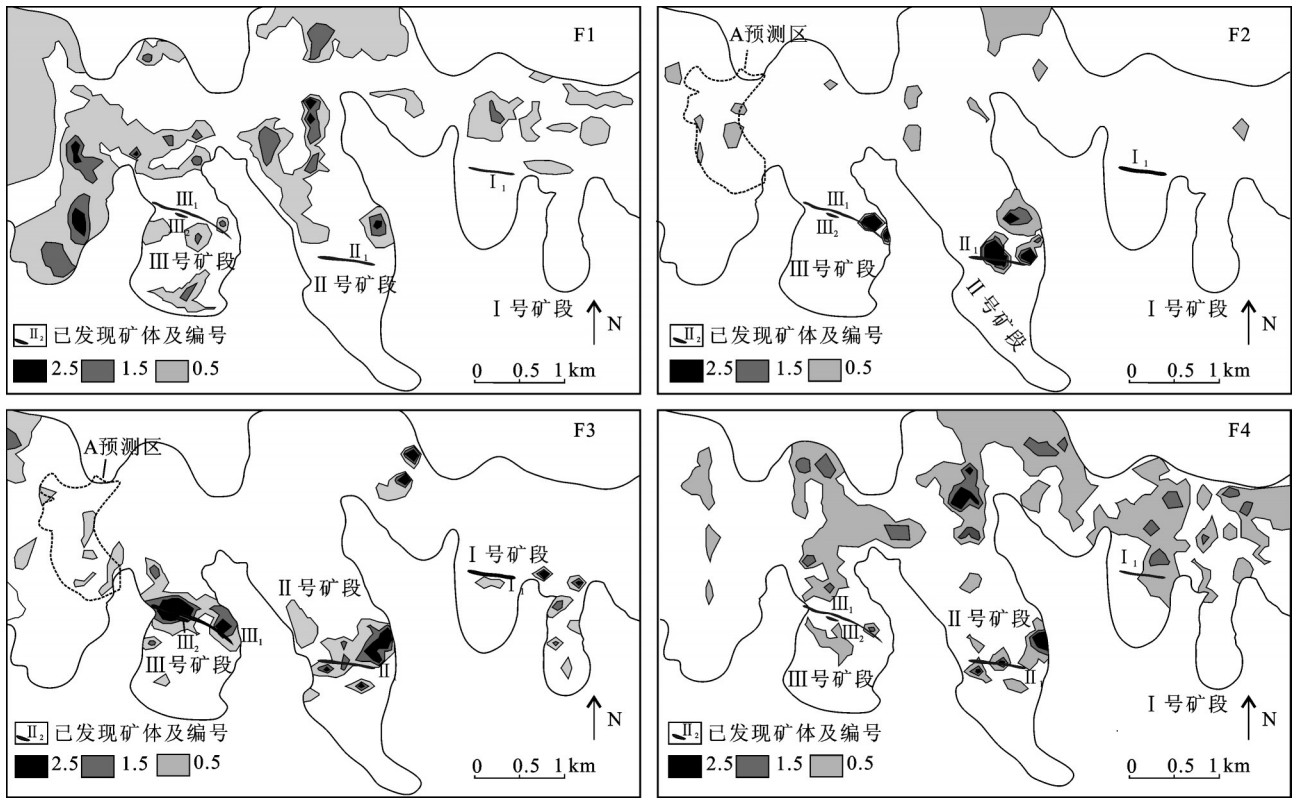 F1
Ⅲ₁
Ⅲ₂
Ⅲ号矿段
Ⅱ₁
Ⅱ号矿段
Ⅰ₁
Ⅰ号矿段
N
Ⅱ₂ 已发现矿体及编号
2.5 1.5 0.5
0 0.5 1 km
A预测区
F2
Ⅲ₁
Ⅲ₂
Ⅲ号矿段
Ⅱ₁
Ⅱ号矿段
Ⅰ₁
Ⅰ号矿段
N
Ⅱ₂ 已发现矿体及编号
2.5 1.5 0.5
0 0.5 1 km
A预测区
F3
Ⅰ号矿段
Ⅰ₁
Ⅱ号矿段
Ⅲ₁
Ⅲ₂
Ⅲ号矿段
Ⅱ
N
Ⅱ₂ 已发现矿体及编号
2.5 1.5 0.5
0 0.5 1 km
F4
Ⅰ₁
Ⅲ₁
Ⅲ₂
Ⅲ号矿段
Ⅱ号矿段
Ⅱ₁
Ⅰ号矿段
N
Ⅱ₂ 已发现矿体及编号
2.5 1.5 0.5
0 0.5 1 km